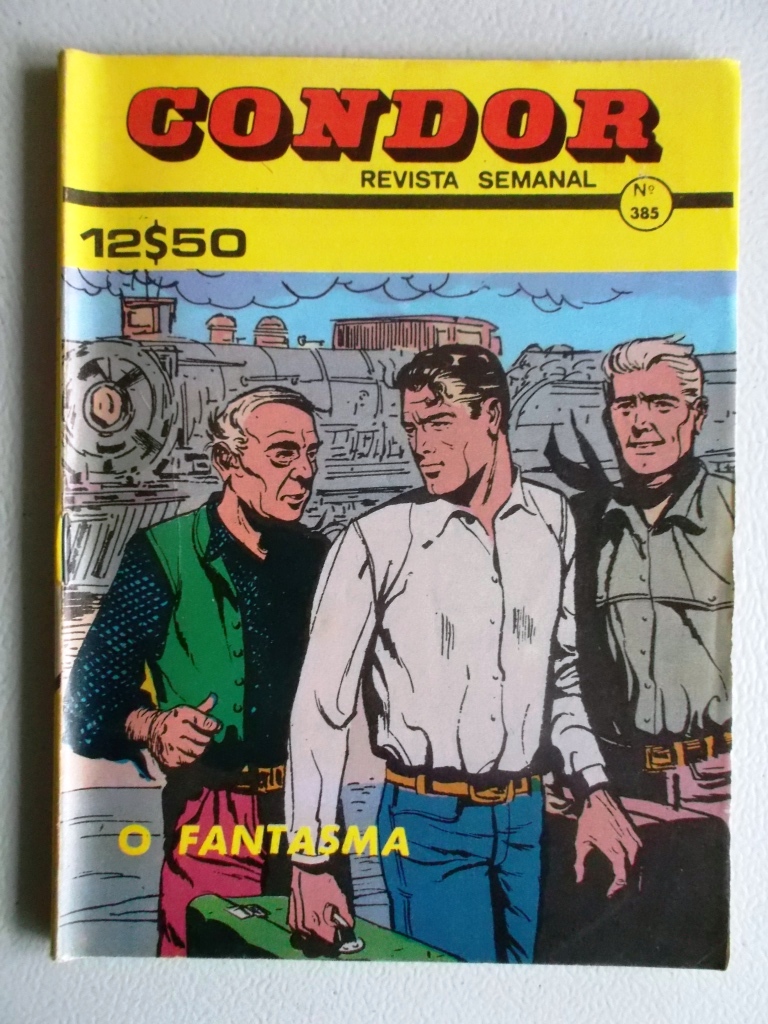 CONDOR
REVISTA SEMANAL
Nº
385
12$50
O FANTASMA